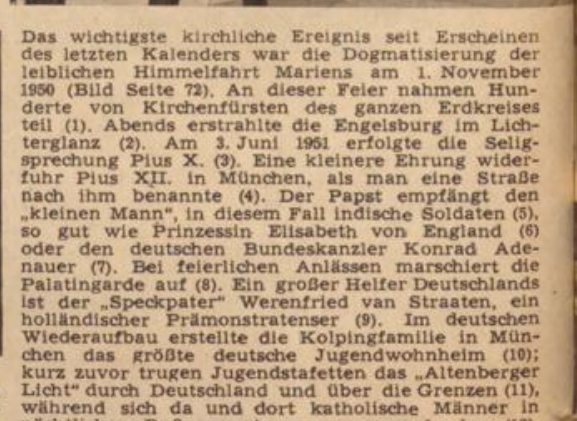 Das wichtigste kirchliche Ereignis seit Erscheinen
des letzten Kalenders war die Dogmatisierung der
leiblichen Himmelfahrt Mariens am 1. November
1950 (Bild Seite 72). An dieser Feier nahmen Hun-
derte von Kirchenfürsten des ganzen Erdkreises
teil (1). Abends erstrahlte die Engelsburg im Lich-
terglanz (2). Am 3. Juni 1951 erfolgte die Selig-
sprechung Pius X. (3). Eine kleinere Ehrung wider-
fuhr Pius XII. in München, als man eine Straße
nach ihm benannte (4). Der Papst empfängt den
„kleinen Mann“, in diesem Fall indische Soldaten (5),
so gut wie Prinzessin Elisabeth von England (6)
oder den deutschen Bundeskanzler Konrad Ade-
nauer (7). Bei feierlichen Anlässen marschiert die
Palatingarde auf (8). Ein großer Helfer Deutschlands
ist der „Speckpater“ Werenfried van Straaten, ein
holländischer Prämonstratenser (9). Im deutschen
Wiederaufbau erstellte die Kolpingfamilie in Mün-
chen das größte deutsche Jugendwohnheim (10);
kurz zuvor trugen Jugendstafetten das „Altenberger
Licht“ durch Deutschland und über die Grenzen (11),
während sich da und dort katholische Männer in